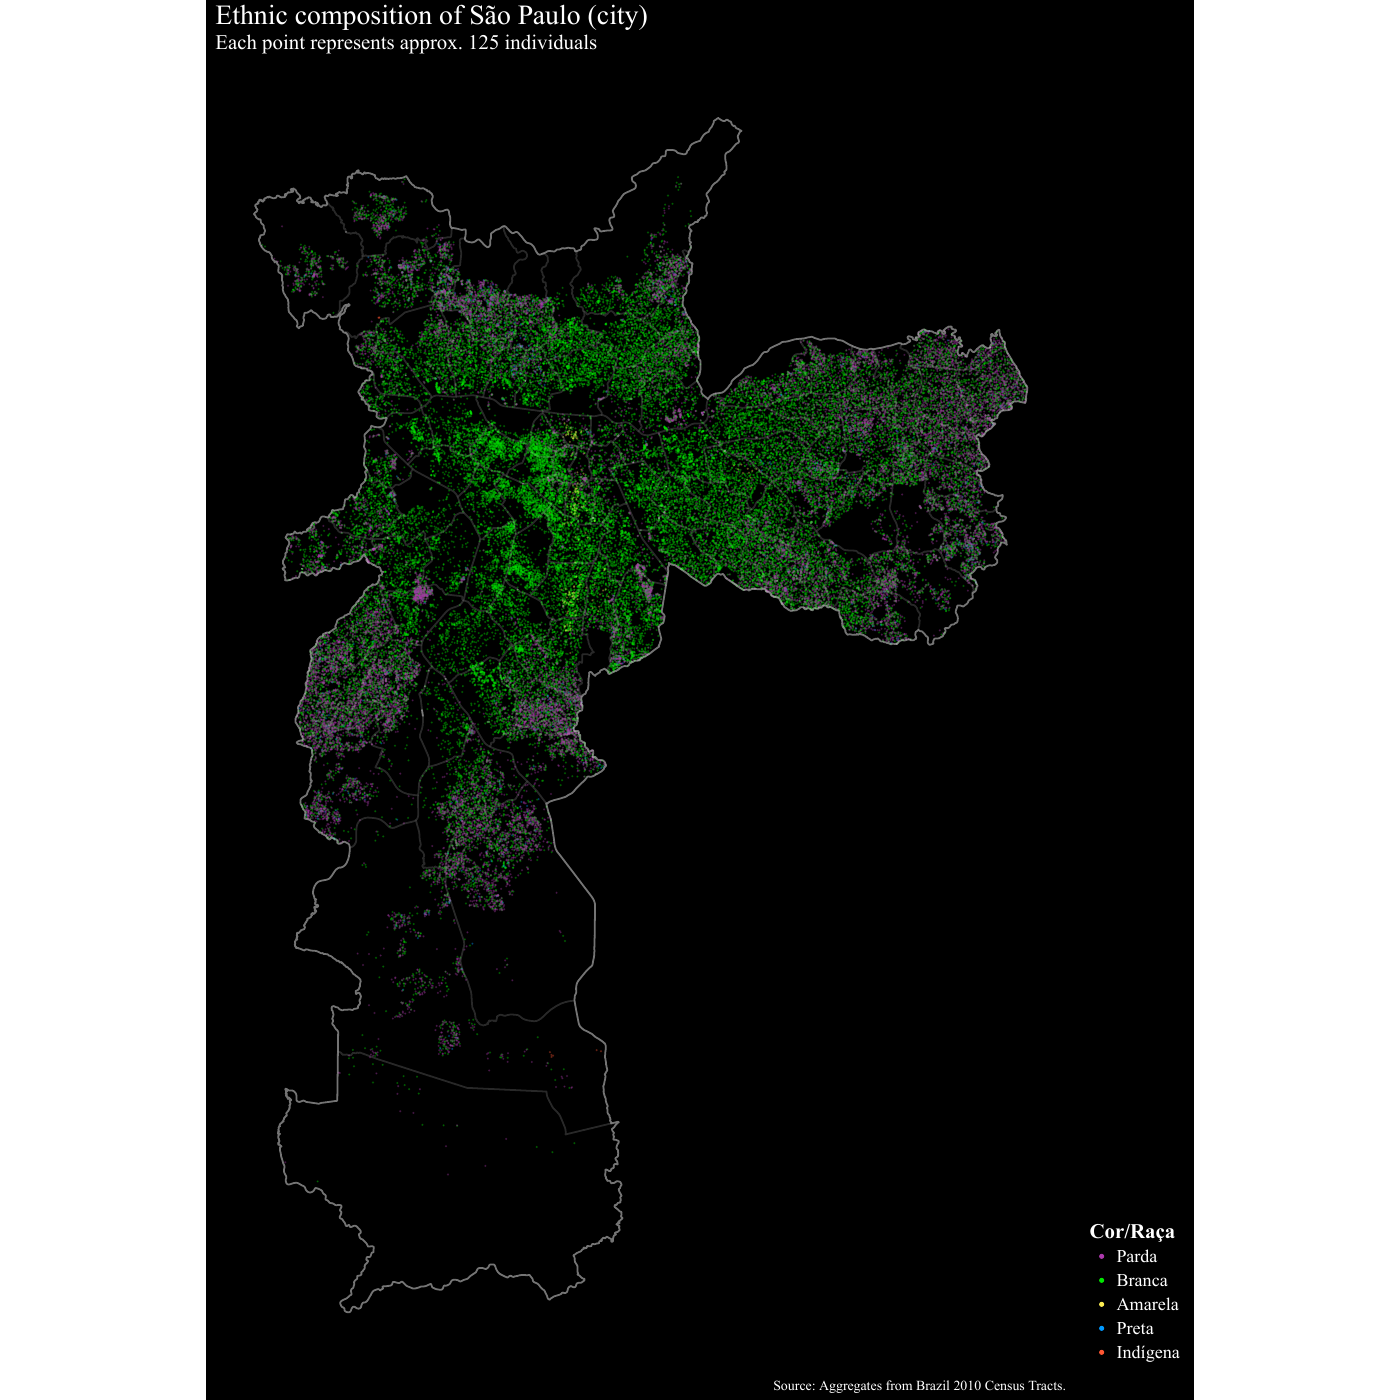 Ethnic composition of São Paulo (city)
Each point represents approx. 125 individuals
Cor/Raça
Parda
Branca
Amarela
Preta
Indígena
Source: Aggregates from Brazil 2010 Census Tracts.